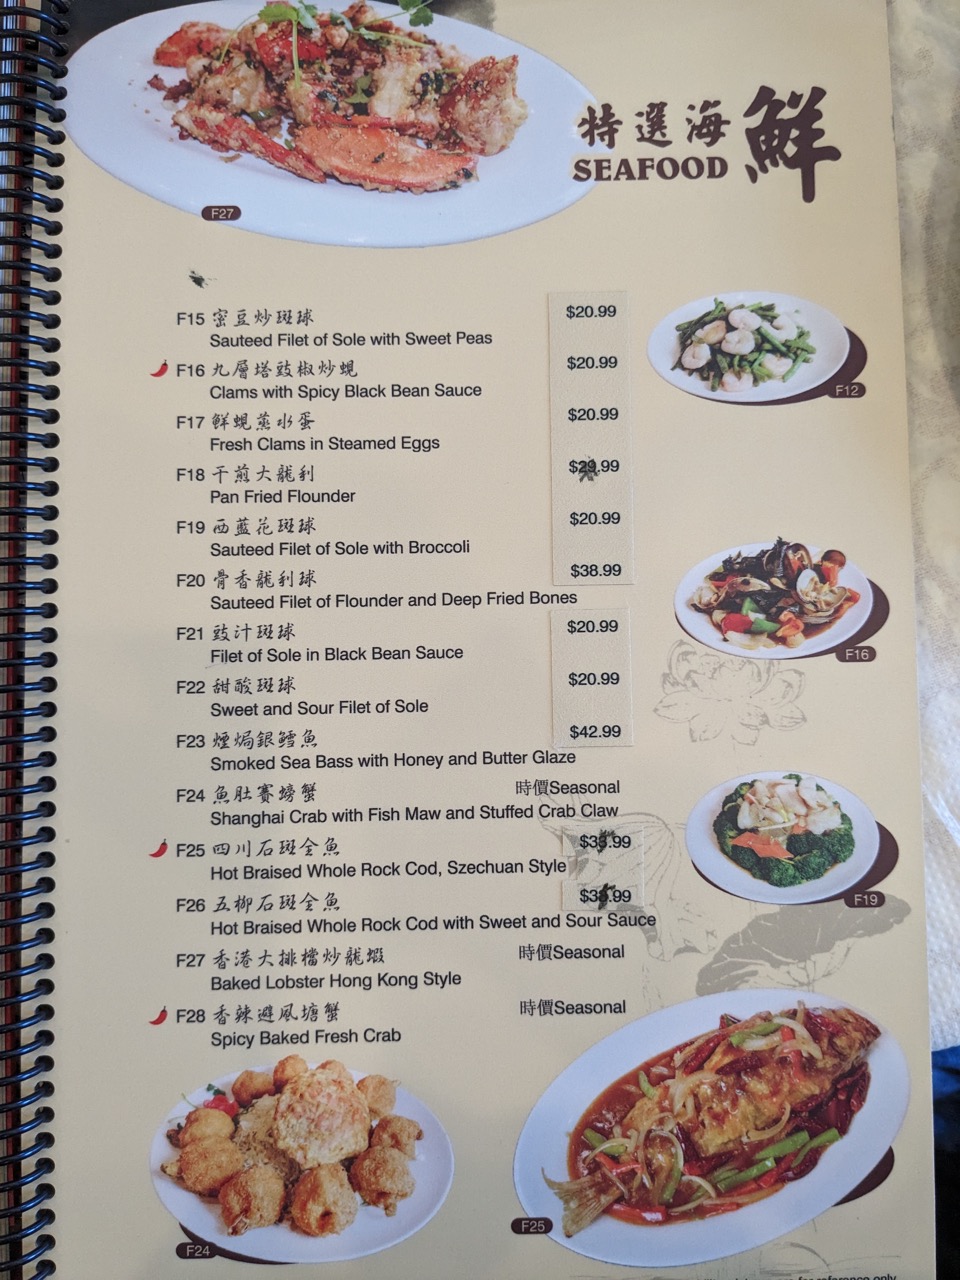 特選海鮮
SEAFOOD
F27
F15 密豆炒斑球 $20.99
Sauteed Filet of Sole with Sweet Peas
F16 九層塔豉椒炒蜆 $20.99
Clams with Spicy Black Bean Sauce
F17 鮮蜆蒸水蛋 $20.99
Fresh Clams in Steamed Eggs
F18 干煎大龍利 $29.99
Pan Fried Flounder
F19 西蘭花斑球 $20.99
Sauteed Filet of Sole with Broccoli
F20 骨香龍利球 $38.99
Sauteed Filet of Flounder and Deep Fried Bones
F21 豉汁斑球 $20.99
Filet of Sole in Black Bean Sauce
F22 甜酸斑球 $20.99
Sweet and Sour Filet of Sole
F23 煙焗銀鱈魚 $42.99
Smoked Sea Bass with Honey and Butter Glaze
F24 魚肚賽螃蟹 時價Seasonal
Shanghai Crab with Fish Maw and Stuffed Crab Claw
F25 四川石斑全魚 .99
Hot Braised Whole Rock Cod, Szechuan Style
F26 五柳石斑全魚 .99
Hot Braised Whole Rock Cod with Sweet and Sour Sauce
F27 香港大排檔炒龍蝦 時價Seasonal
Baked Lobster Hong Kong Style
F28 香辣避風塘蟹 時價Seasonal
Spicy Baked Fresh Crab
F12
F16
F19
F24
F25
for reference only